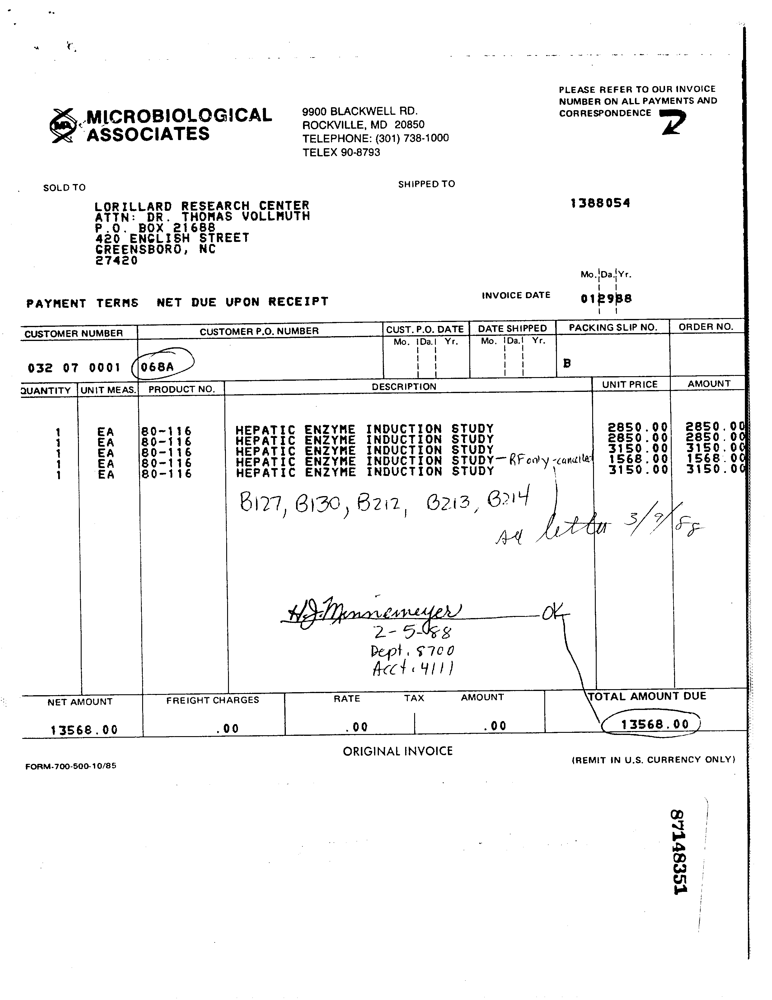 PLEASE REFER TO OUR INVOICE
NUMBER ON ALL PAYMENTS AND
CORRESPONDENCE
MA
MICROBIOLOGICAL
ASSOCIATES
9900 BLACKWELL RD.
ROCKVILLE, MD 20850
TELEPHONE: (301) 738-1000
TELEX 90-8793
SOLD TO
SHIPPED TO
LORILLARD RESEARCH CENTER
ATTN: DR. THOMAS VOLLMUTH
P.O. BOX 21688
420 ENGLISH STREET
GREENSBORO, NC
27420
1388054
Mo. Da. Yr.
INVOICE DATE
012988
PAYMENT TERMS NET DUE UPON RECEIPT
CUSTOMER NUMBER CUSTOMER P.O. NUMBER CUST. P.O. DATE DATE SHIPPED PACKING SLIP NO. ORDER NO.
Mo. Da. Yr. Mo. Da. Yr.
032 07 0001 068A B
QUANTITY UNIT MEAS. PRODUCT NO. DESCRIPTION UNIT PRICE AMOUNT
1 EA 80-116 HEPATIC ENZYME INDUCTION STUDY 2850.00 2850.00
1 EA 80-116 HEPATIC ENZYME INDUCTION STUDY 2850.00 2850.00
1 EA 80-116 HEPATIC ENZYME INDUCTION STUDY 3150.00 3150.00
1 EA 80-116 HEPATIC ENZYME INDUCTION STUDY - RF only - cancelled 1568.00 1568.00
1 EA 80-116 HEPATIC ENZYME INDUCTION STUDY 3150.00 3150.00
B127, B130, B212, B213, B214
letter 3/9/88
H.J. Minnemeyer OK
2-5-88
Dept. 8700
Acct. 4111
NET AMOUNT FREIGHT CHARGES RATE TAX AMOUNT TOTAL AMOUNT DUE
13568.00 .00 .00 .00 13568.00
ORIGINAL INVOICE
FORM-700-500-10/85
(REMIT IN U.S. CURRENCY ONLY)
87148351